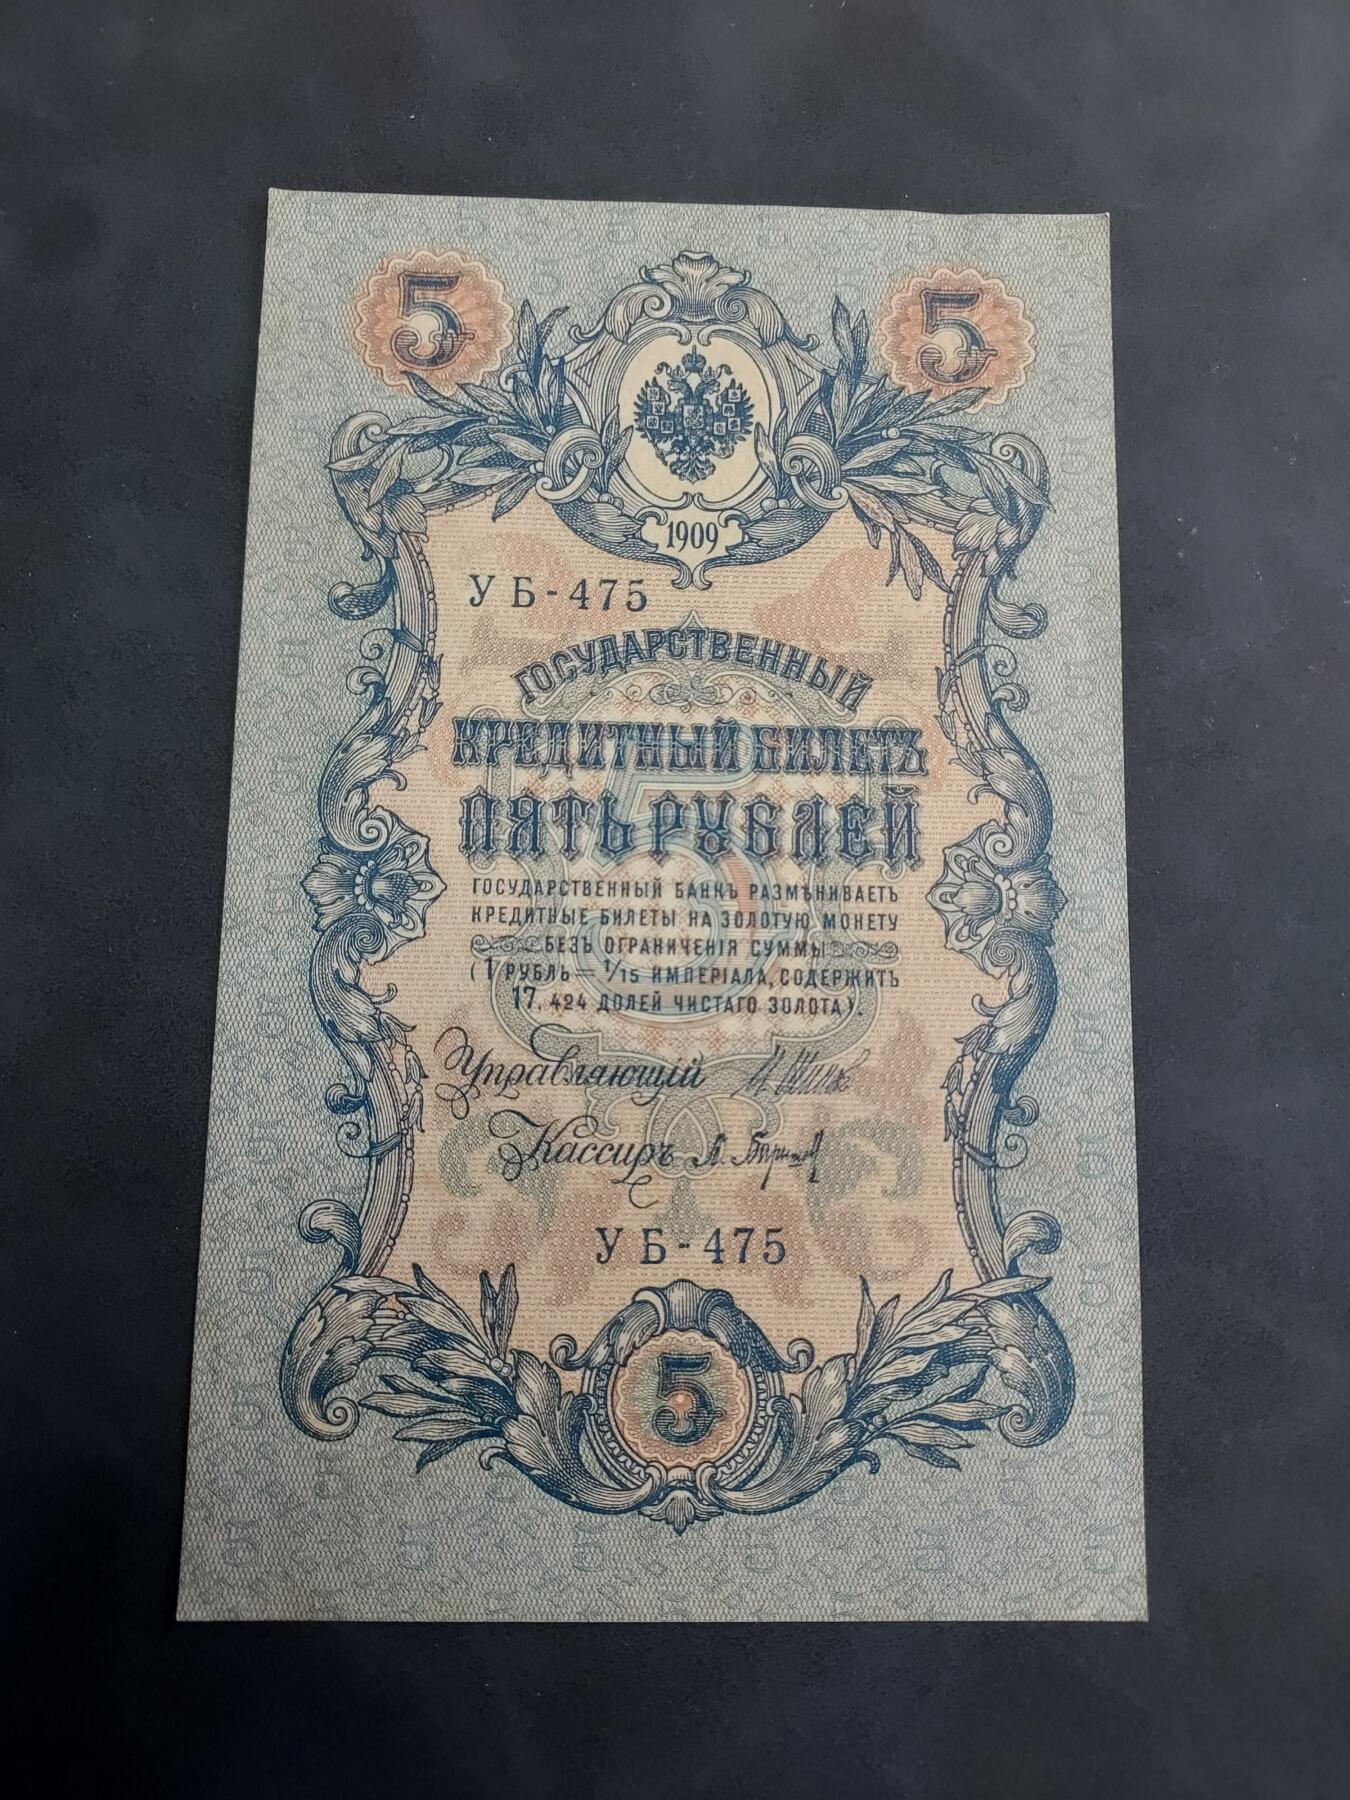 5 5
1909
УБ-475
ГОСУДАРСТВЕННЫЙ
КРЕДИТНЫЙ БИЛЕТЪ
ПЯТЬ РУБЛЕЙ
ГОСУДАРСТВЕННЫЙ БАНКЪ РАЗМѢНИВАЕТЪ
КРЕДИТНЫЕ БИЛЕТЫ НА ЗОЛОТУЮ МОНЕТУ
БЕЗЪ ОГРАНИЧЕНІЯ СУММЫ
(1 РУБЛЬ = 1/15 ИМПЕРІАЛА, СОДЕРЖИТЪ
17,424 ДОЛЕЙ ЧИСТАГО ЗОЛОТА).
Управляющій
Кассиръ
УБ-475
5